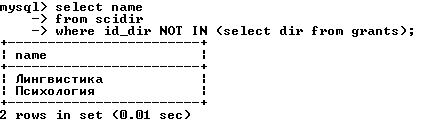 mysql> select name
    -> from scidir
    -> where id_dir NOT IN (select dir from grants);
+-------------------------+
| name                    |
+-------------------------+
| Лингвистика             |
| Психология              |
+-------------------------+
2 rows in set (0.01 sec)